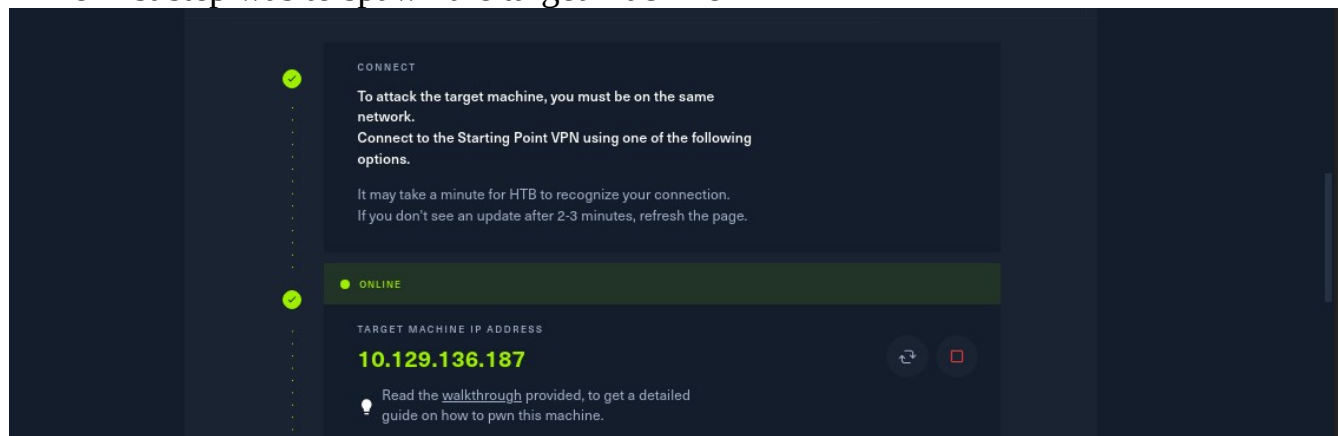 CONNECT
To attack the target machine, you must be on the same
network.
Connect to the Starting Point VPN using one of the following
options.
It may take a minute for HTB to recognize your connection.
If you don't see an update after 2-3 minutes, refresh the page.
ONLINE
TARGET MACHINE IP ADDRESS
10.129.136.187
Read the walkthrough provided, to get a detailed
guide on how to pwn this machine.